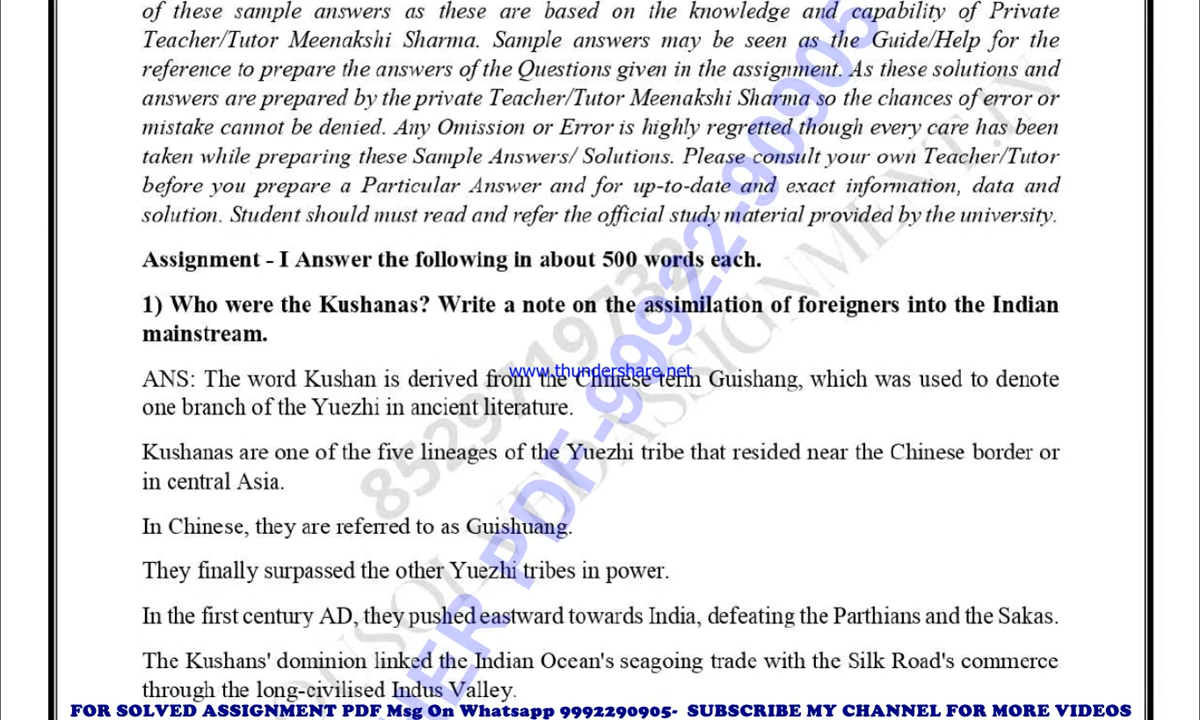 of these sample answers as these are based on the knowledge and capability of Private
Teacher/Tutor Meenakshi Sharma. Sample answers may be seen as the Guide/Help for the
reference to prepare the answers of the Questions given in the assignment. As these solutions and
answers are prepared by the private Teacher/Tutor Meenakshi Sharma so the chances of error or
mistake cannot be denied. Any Omission or Error is highly regretted though every care has been
taken while preparing these Sample Answers/ Solutions. Please consult your own Teacher/Tutor
before you prepare a Particular Answer and for up-to-date and exact information, data and
solution. Student should must read and refer the official study material provided by the university.
Assignment - I Answer the following in about 500 words each.
1) Who were the Kushanas? Write a note on the assimilation of foreigners into the Indian
mainstream.
www.thundershare.net
ANS: The word Kushan is derived from the Chinese term Guishang, which was used to denote
one branch of the Yuezhi in ancient literature.
Kushanas are one of the five lineages of the Yuezhi tribe that resided near the Chinese border or
in central Asia.
In Chinese, they are referred to as Guishuang.
They finally surpassed the other Yuezhi tribes in power.
In the first century AD, they pushed eastward towards India, defeating the Parthians and the Sakas.
The Kushans' dominion linked the Indian Ocean's seagoing trade with the Silk Road's commerce
through the long-civilised Indus Valley.
8529719732
PDF-99922-90905
FOR SOLVED ASSIGNMENT PDF Msg On Whatsapp 9992290905- SUBSCRIBE MY CHANNEL FOR MORE VIDEOS